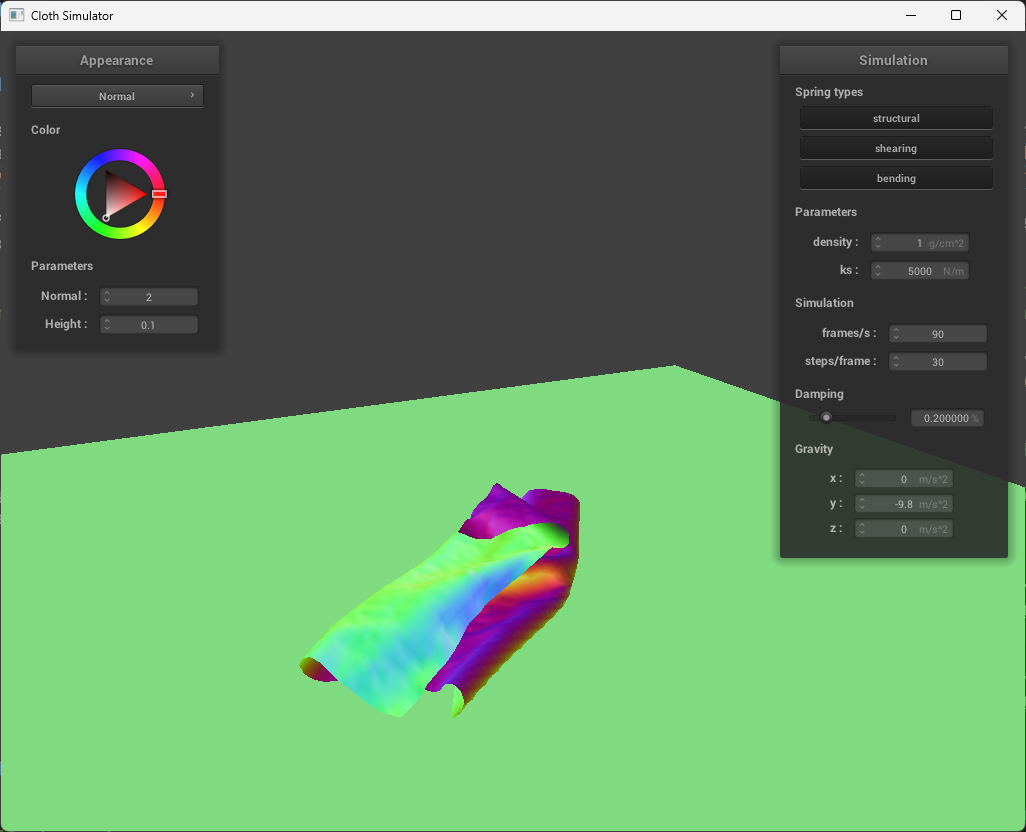 Cloth Simulator
Appearance
Normal
Color
Parameters
Normal : 2
Height : 0.1
Simulation
Spring types
structural
shearing
bending
Parameters
density : 1 g/cm^2
ks : 5000 N/m
Simulation
frames/s : 90
steps/frame : 30
Damping
0.200000 %
Gravity
x : 0 m/s^2
y : -9.8 m/s^2
z : 0 m/s^2